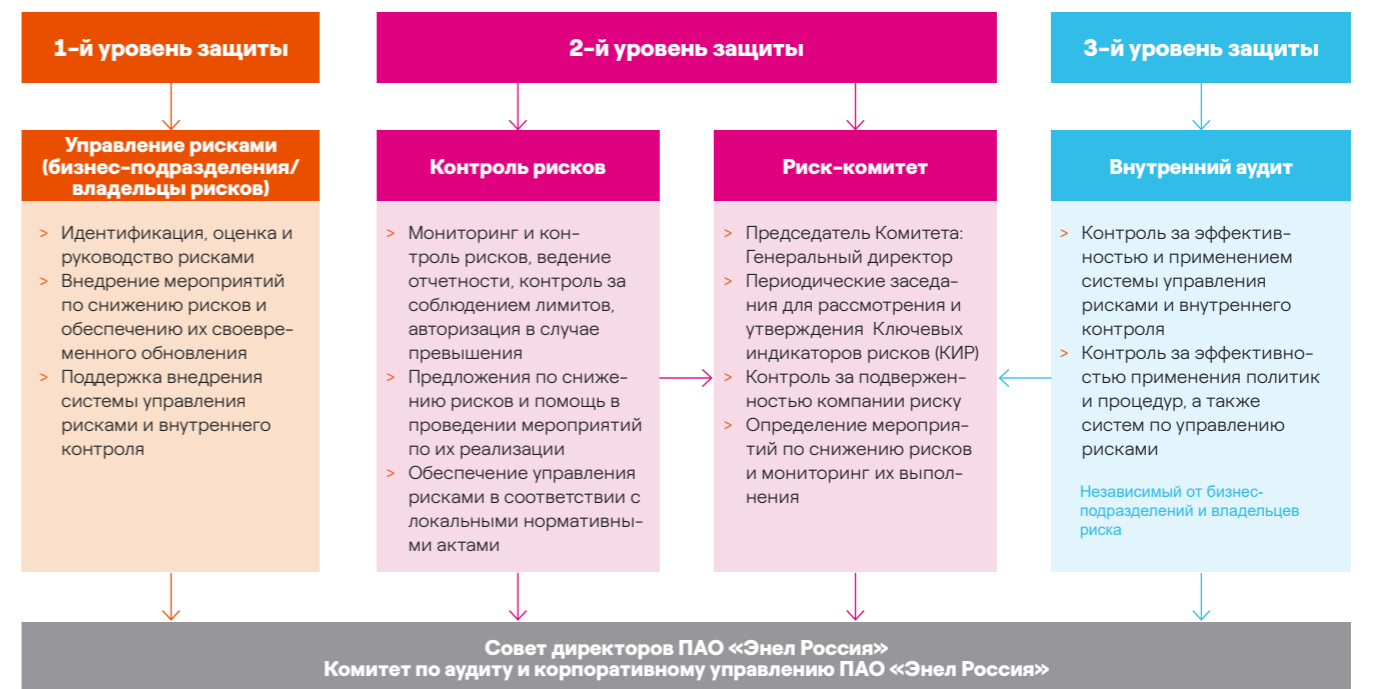 1-й уровень защиты
2-й уровень защиты
3-й уровень защиты
Управление рисками
(бизнес-подразделения/
владельцы рисков)
> Идентификация, оценка и
руководство рисками
> Внедрение мероприятий
по снижению рисков и
обеспечению их своевре-
менного обновления
> Поддержка внедрения
системы управления
рисками и внутреннего
контроля
Контроль рисков
> Мониторинг и кон-
троль рисков, ведение
отчетности, контроль за
соблюдением лимитов,
авторизация в случае
превышения
> Предложения по сниже-
нию рисков и помощь в
проведении мероприятий
по их реализации
> Обеспечение управления
рисками в соответствии с
локальными нормативны-
ми актами
Риск-комитет
> Председатель Комитета:
Генеральный директор
> Периодические заседа-
ния для рассмотрения и
утверждения Ключевых
индикаторов рисков (КИР)
> Контроль за подвержен-
ностью компании риску
> Определение мероприя-
тий по снижению рисков
и мониторинг их выпол-
нения
Внутренний аудит
> Контроль за эффектив-
ностью и применением
системы управления
рисками и внутреннего
контроля
> Контроль за эффективно-
стью применения политик
и процедур, а также
систем по управлению
рисками
Независимый от бизнес-
подразделений и владельцев
риска
Совет директоров ПАО «Энел Россия»
Комитет по аудиту и корпоративному управлению ПАО «Энел Россия»